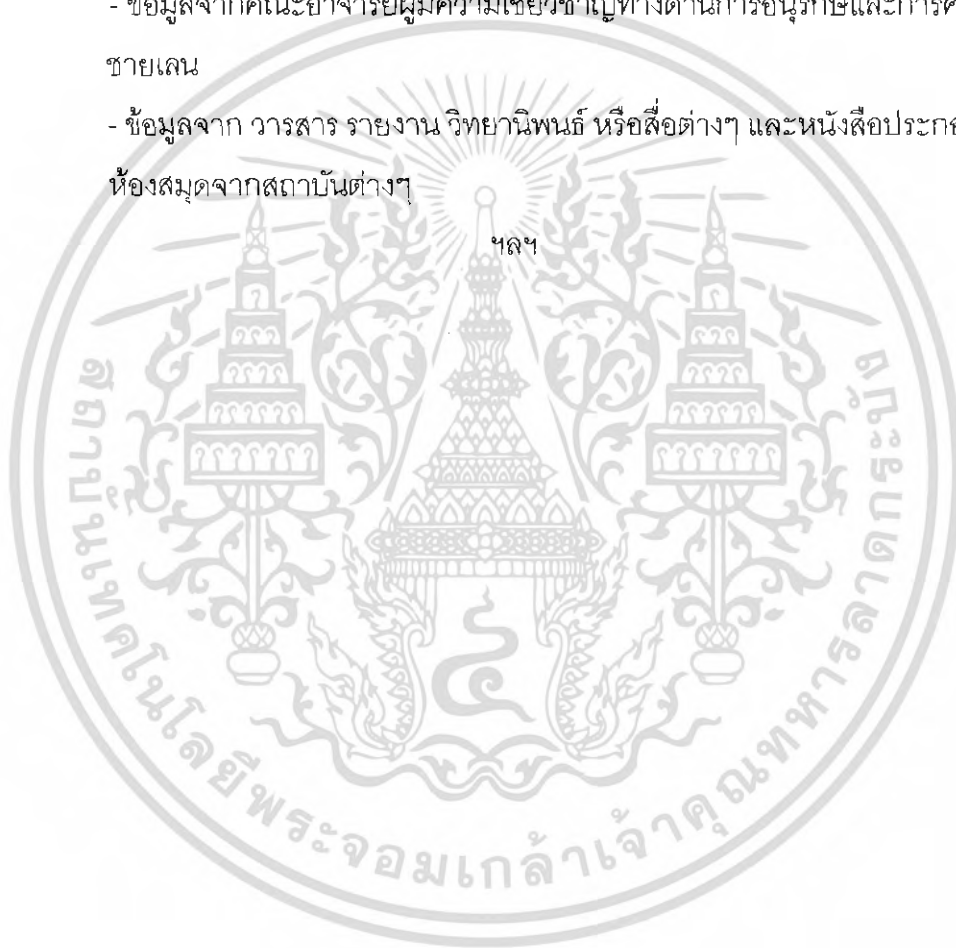 - ข้อมูลจากคณะอาจารย์ผู้มีความเชี่ยวชาญทางด้านการอนุรักษ์และการศ
ชายเลน
- ข้อมูลจาก วารสาร รายงาน วิทยานิพนธ์ หรือสื่อต่างๆ และหนังสือประกอ
ห้องสมุดจากสถาบันต่างๆ
ฯลฯ
สถาบันเทคโนโลยีพระจอมเกล้าเจ้าคุณทหารลาดกระบัง
๔